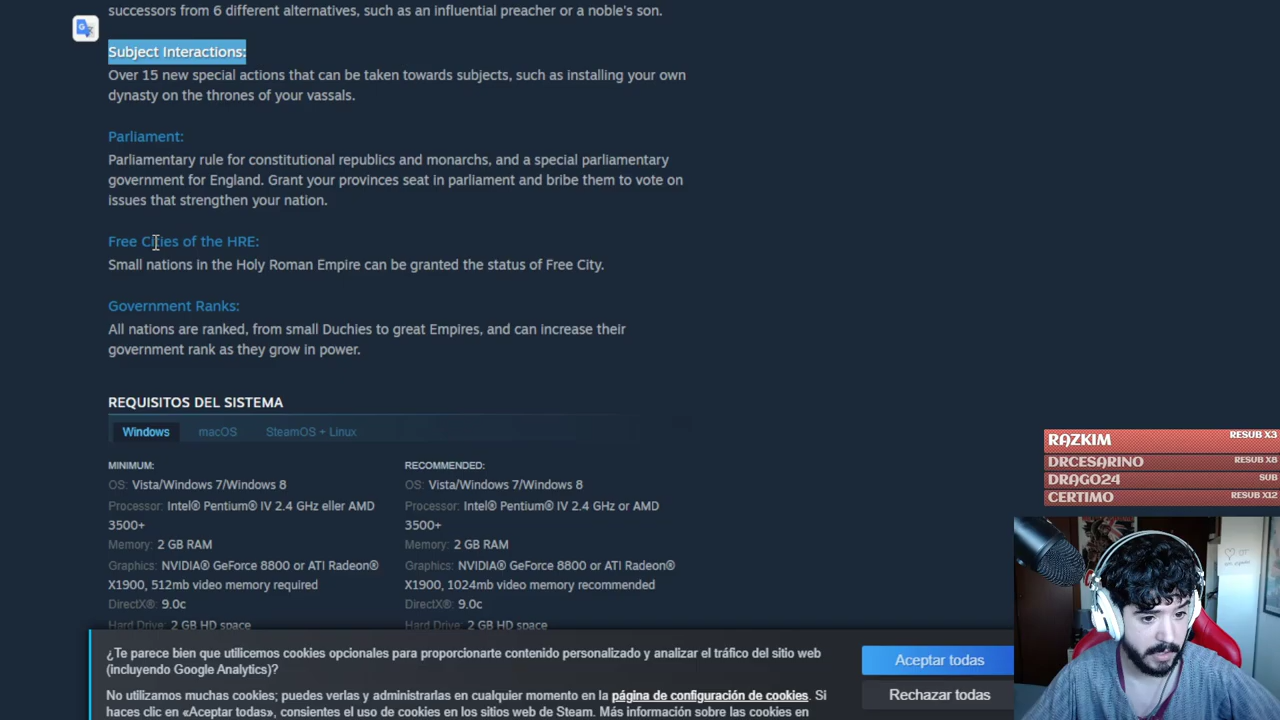 successors from 6 different alternatives, such as an influential preacher or a noble's son.
Subject Interactions:
Over 15 new special actions that can be taken towards subjects, such as installing your own
dynasty on the thrones of your vassals.
Parliament:
Parliamentary rule for constitutional republics and monarchs, and a special parliamentary
government for England. Grant your provinces seat in parliament and bribe them to vote on
issues that strengthen your nation.
Free Cities of the HRE:
Small nations in the Holy Roman Empire can be granted the status of Free City.
Government Ranks:
All nations are ranked, from small Duchies to great Empires, and can increase their
government rank as they grow in power.
REQUISITOS DEL SISTEMA
Windows macOS SteamOS + Linux
MINIMUM:
OS: Vista/Windows 7/Windows 8
Processor: Intel® Pentium® IV 2.4 GHz eller AMD
3500+
Memory: 2 GB RAM
Graphics: NVIDIA® GeForce 8800 or ATI Radeon®
X1900, 512mb video memory required
DirectX®: 9.0c
Hard Drive: 2 GB HD space
RECOMMENDED:
OS: Vista/Windows 7/Windows 8
Processor: Intel® Pentium® IV 2.4 GHz or AMD
3500+
Memory: 2 GB RAM
Graphics: NVIDIA® GeForce 8800 or ATI Radeon®
X1900, 1024mb video memory recommended
DirectX®: 9.0c
Hard Drive: 2 GB HD space
RAZKIM RESUB X3
DRCESARINO RESUB X8
DRAGO24 SUB
CERTIMO RESUB X12
¿Te parece bien que utilicemos cookies opcionales para proporcionarte contenido personalizado y analizar el tráfico del sitio web
(incluyendo Google Analytics)?
No utilizamos muchas cookies; puedes verlas y administrarlas en cualquier momento en la página de configuración de cookies. Si
haces clic en «Aceptar todas», consientes el uso de cookies en los sitios web de Steam. Más información sobre las cookies en
Aceptar todas
Rechazar todas